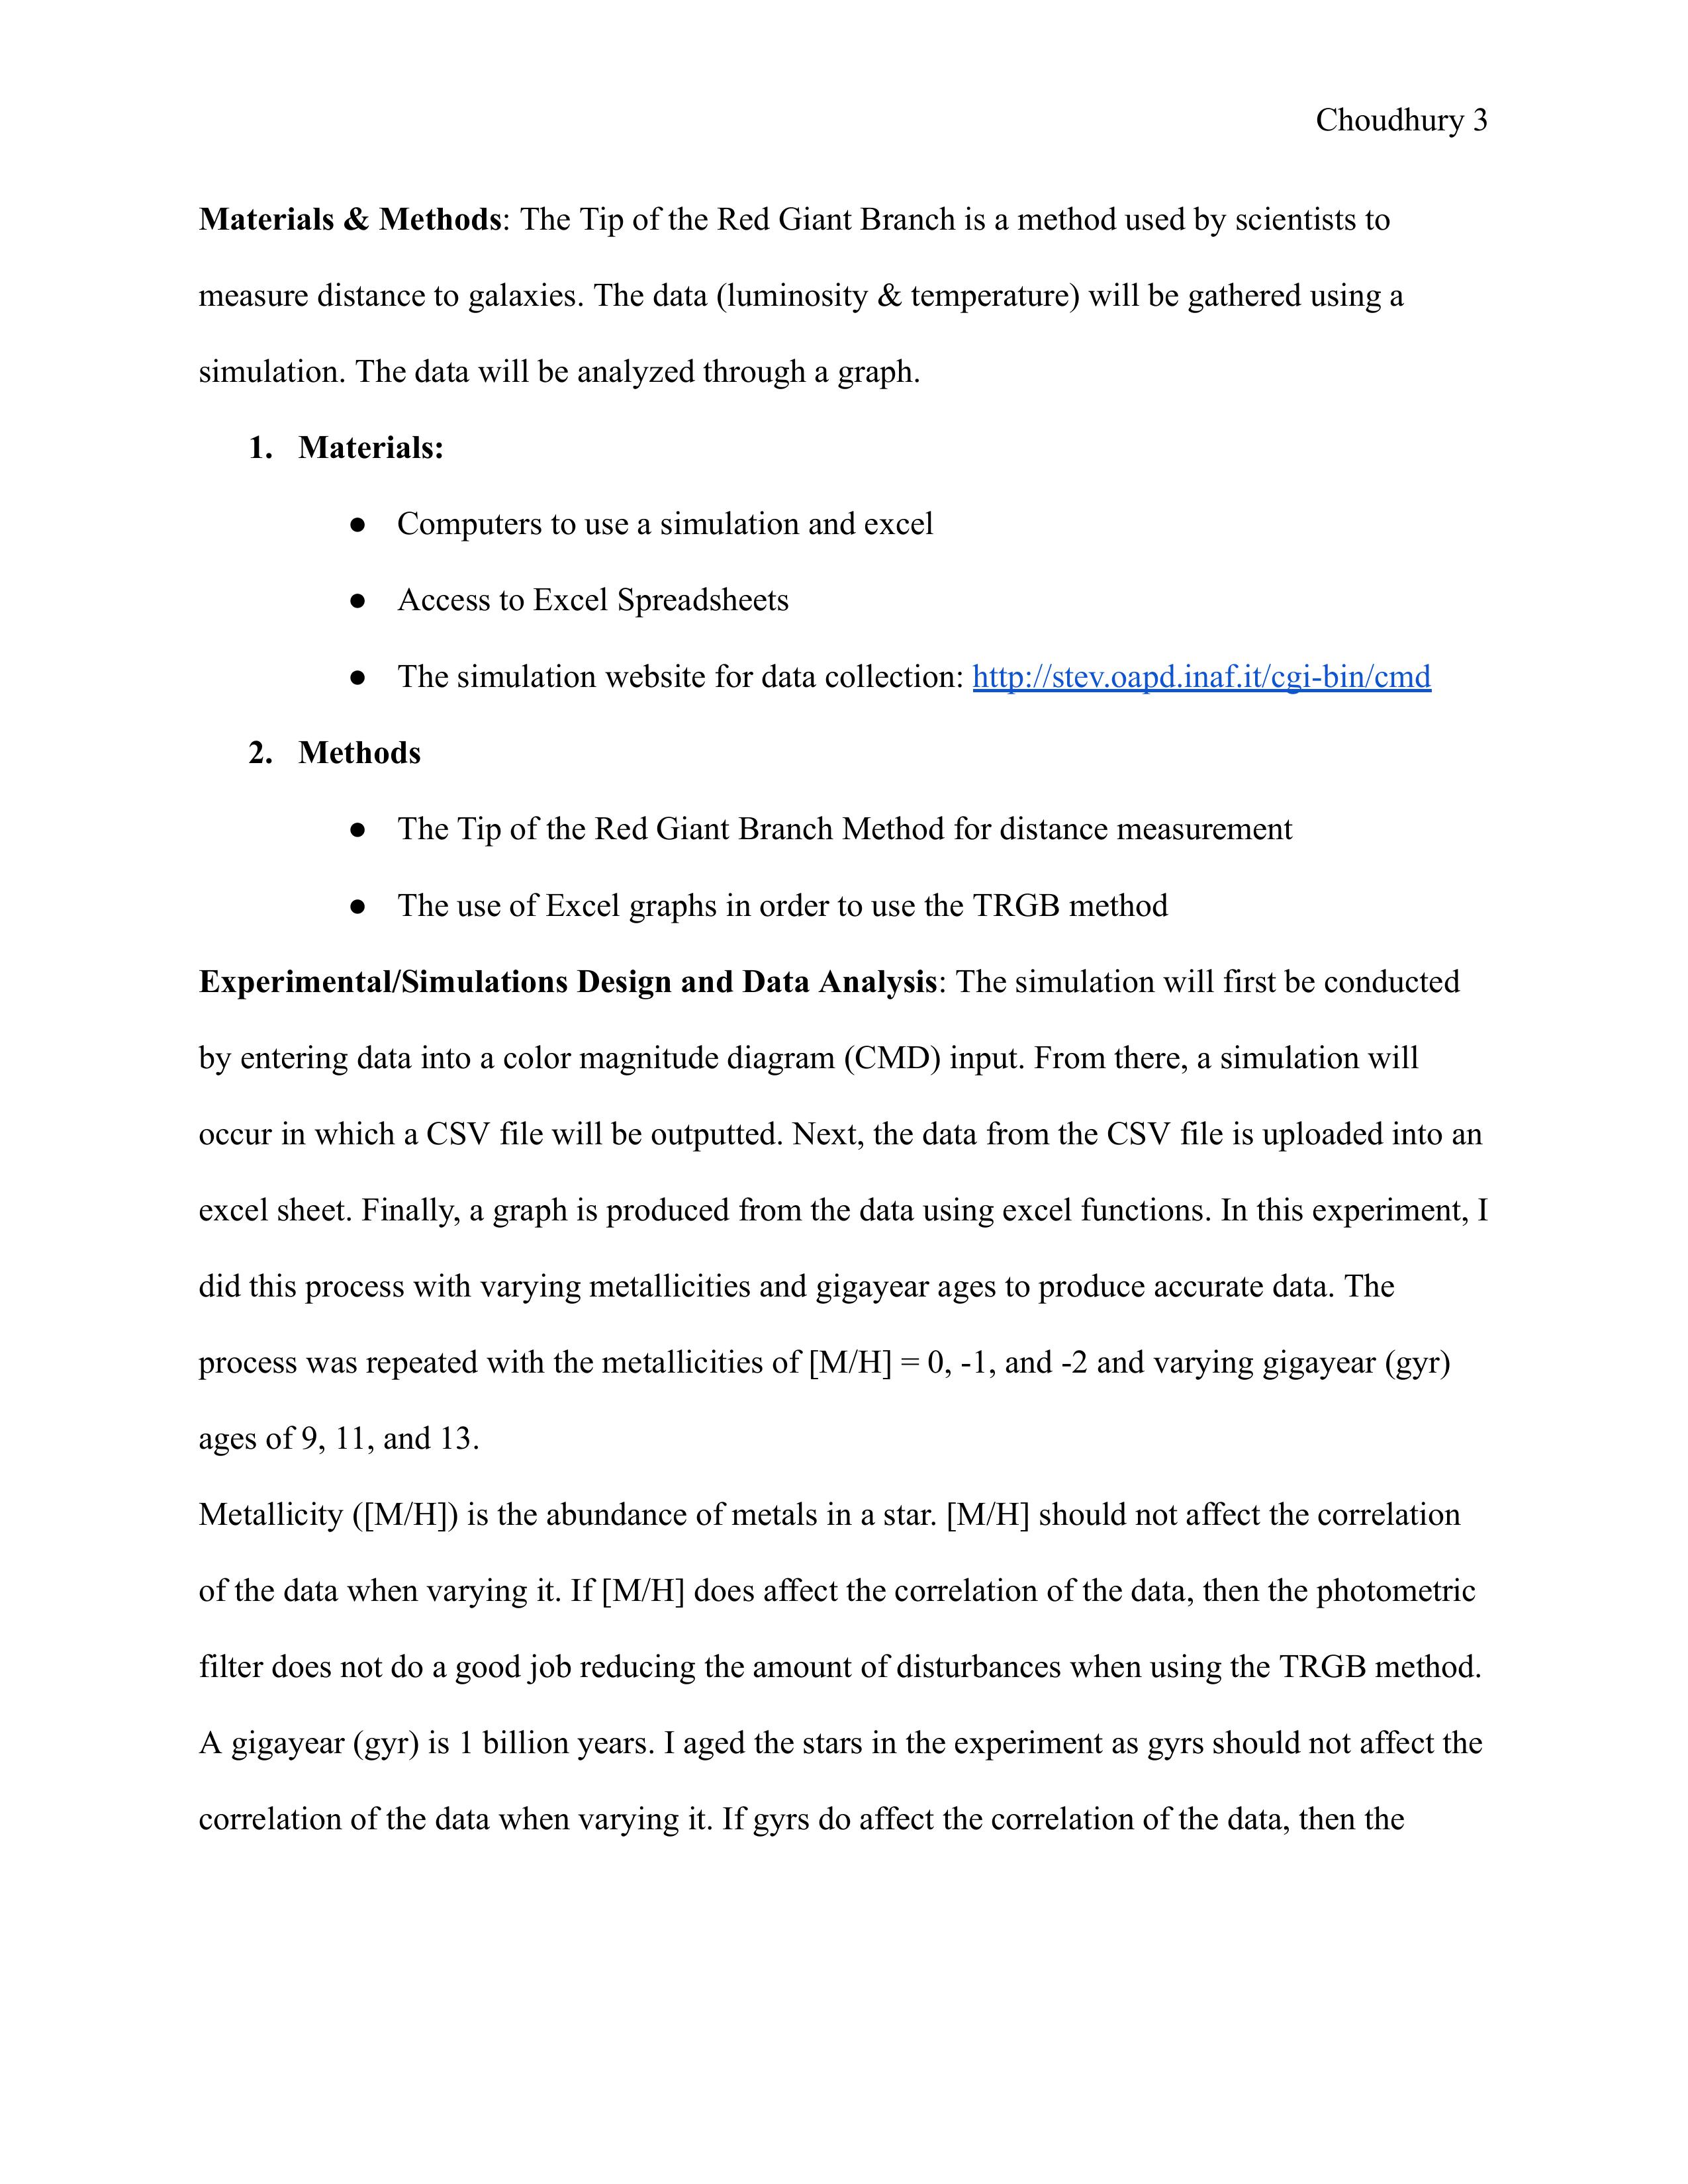 Choudhury 3
Materials & Methods: The Tip of the Red Giant Branch is a method used by scientists to
measure distance to galaxies. The data (luminosity & temperature) will be gathered using a
simulation. The data will be analyzed through a graph.
1. Materials:
● Computers to use a simulation and excel
● Access to Excel Spreadsheets
● The simulation website for data collection: http://stev.oapd.inaf.it/cgi-bin/cmd
2. Methods
● The Tip of the Red Giant Branch Method for distance measurement
● The use of Excel graphs in order to use the TRGB method
Experimental/Simulations Design and Data Analysis: The simulation will first be conducted
by entering data into a color magnitude diagram (CMD) input. From there, a simulation will
occur in which a CSV file will be outputted. Next, the data from the CSV file is uploaded into an
excel sheet. Finally, a graph is produced from the data using excel functions. In this experiment, I
did this process with varying metallicities and gigayear ages to produce accurate data. The
process was repeated with the metallicities of [M/H] = 0, -1, and -2 and varying gigayear (gyr)
ages of 9, 11, and 13.
Metallicity ([M/H]) is the abundance of metals in a star. [M/H] should not affect the correlation
of the data when varying it. If [M/H] does affect the correlation of the data, then the photometric
filter does not do a good job reducing the amount of disturbances when using the TRGB method.
A gigayear (gyr) is 1 billion years. I aged the stars in the experiment as gyrs should not affect the
correlation of the data when varying it. If gyrs do affect the correlation of the data, then the